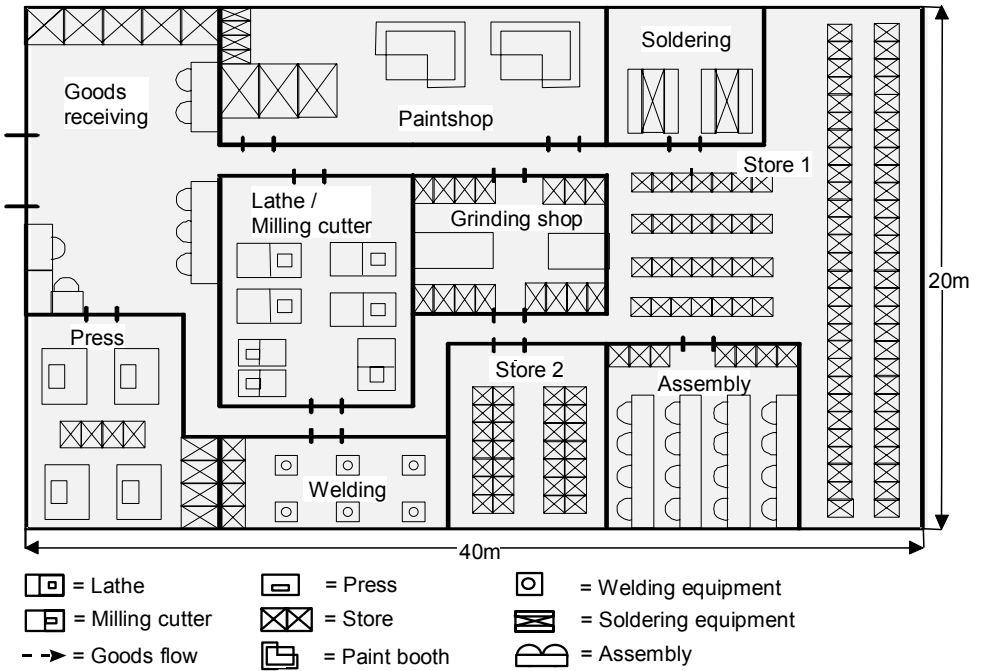 Soldering
Goods
receiving
Paintshop
Store 1
Lathe /
Milling cutter
Grinding shop
20m
Press
Store 2
Assembly
Welding
40m
= Lathe
= Press
= Welding equipment
= Milling cutter
= Store
= Soldering equipment
= Goods flow
= Paint booth
= Assembly